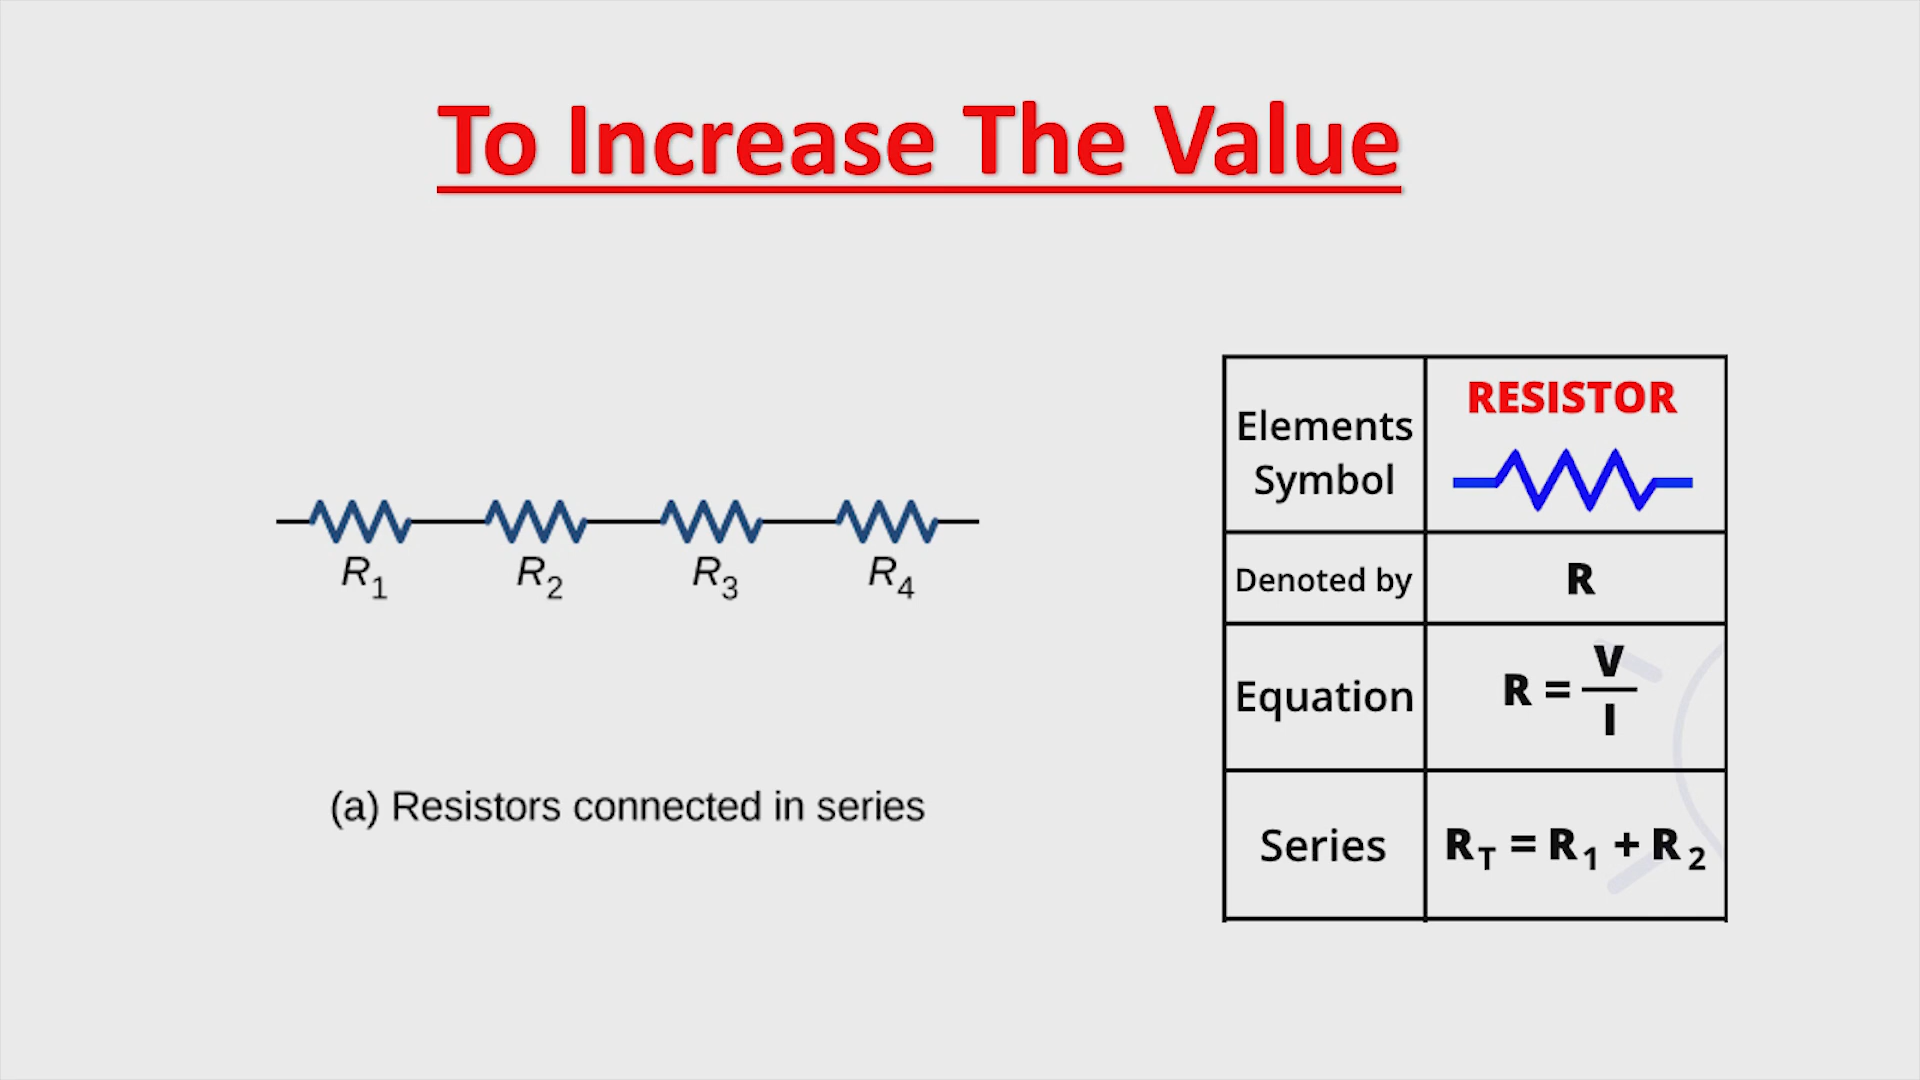 To Increase The Value
R1 R2 R3 R4
(a) Resistors connected in series
Elements Symbol
RESISTOR
Denoted by
R
Equation
R = V / I
Series
RT = R1 + R2